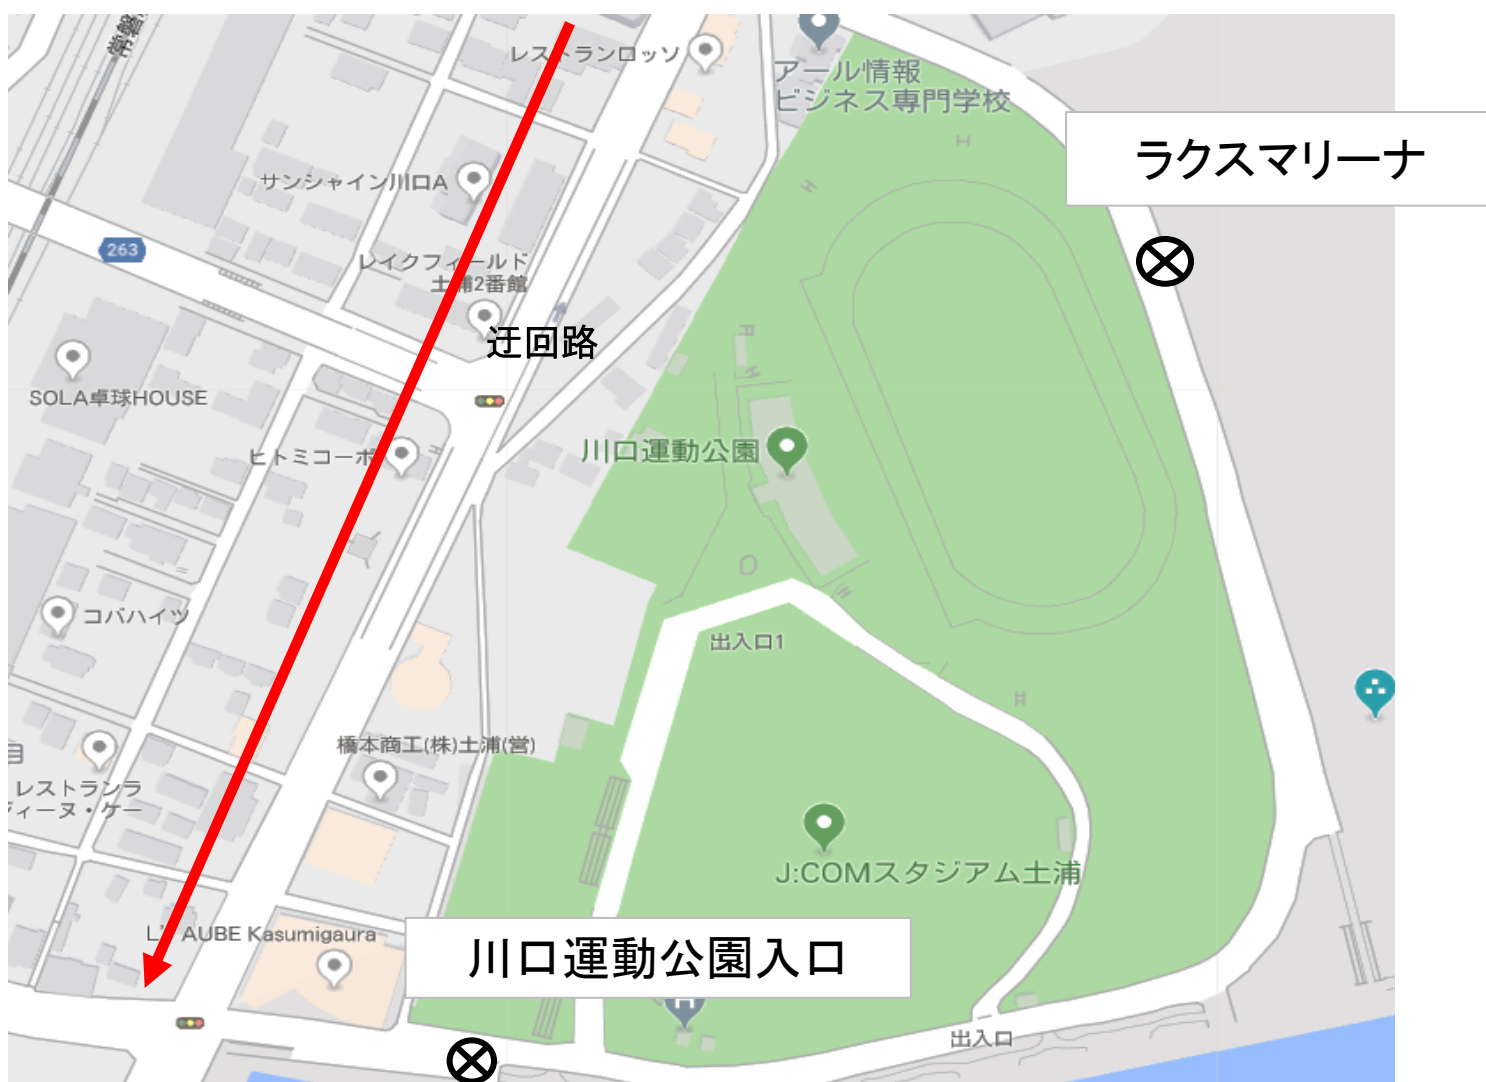 常磐
レストランロッソ
アール情報
ビジネス専門学校
ラクスマリーナ
サンシャイン川口A
263
レイクフィールド
土浦2番館
迂回路
SOLA卓球HOUSE
ヒトミコーポ
川口運動公園
コバハイツ
出入口1
橋本商工(株)土浦(営)
目
レストランラ
ディーヌ・ケー
J:COMスタジアム土浦
L'AUBE Kasumigaura
川口運動公園入口
H
出入口